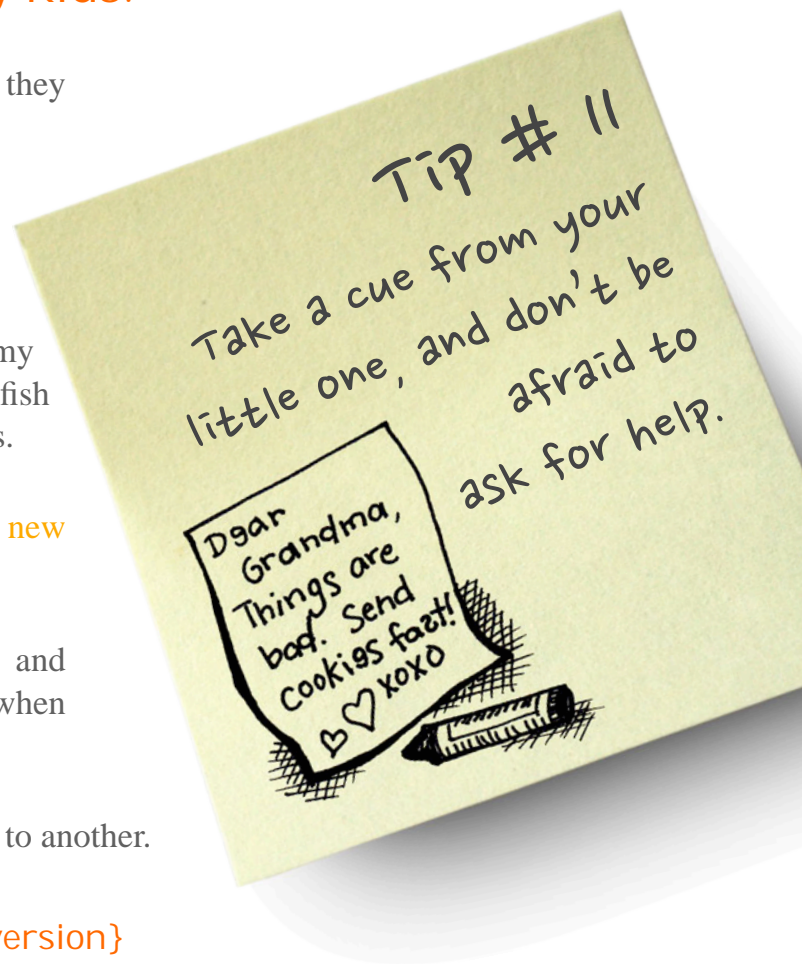 Kids!
they
my
fish
s.
new
and
when
to another.
version}
Tip # 11
Take a cue from your
little one, and don't be
afraid to
ask for help.
Dear
Grandma,
Things are
bad. Send
cookies fast!
xoxo